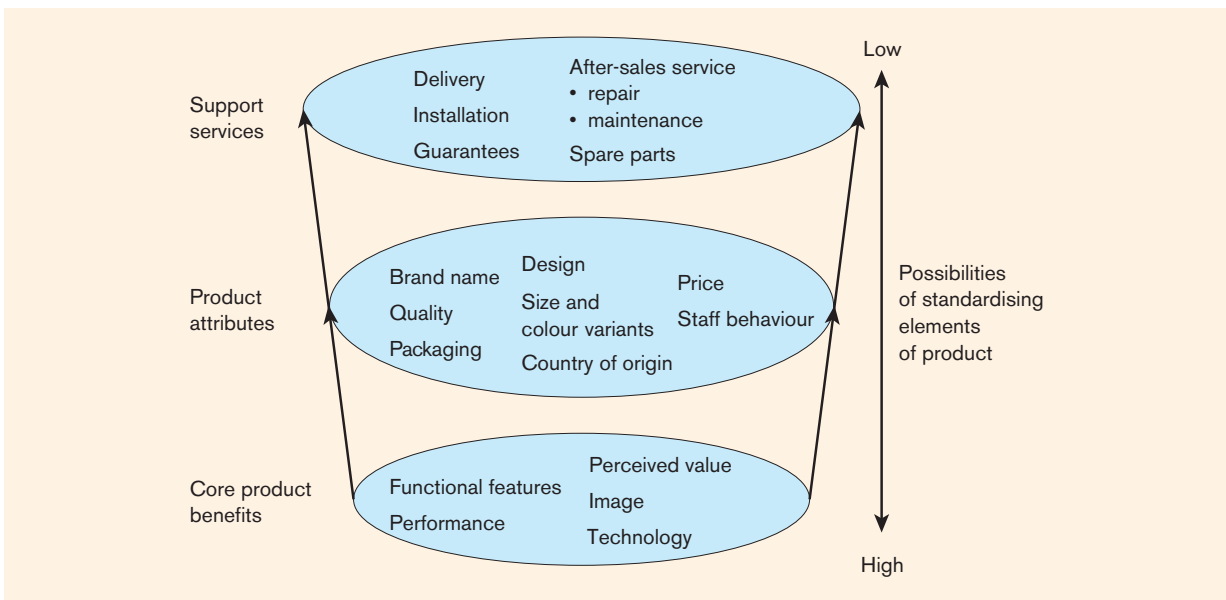 Support
services
Delivery
Installation
Guarantees
After-sales service
• repair
• maintenance
Spare parts
Low
Product
attributes
Brand name
Quality
Packaging
Design
Size and
colour variants
Country of origin
Price
Staff behaviour
Possibilities
of standardising
elements
of product
Core product
benefits
Functional features
Performance
Perceived value
Image
Technology
High